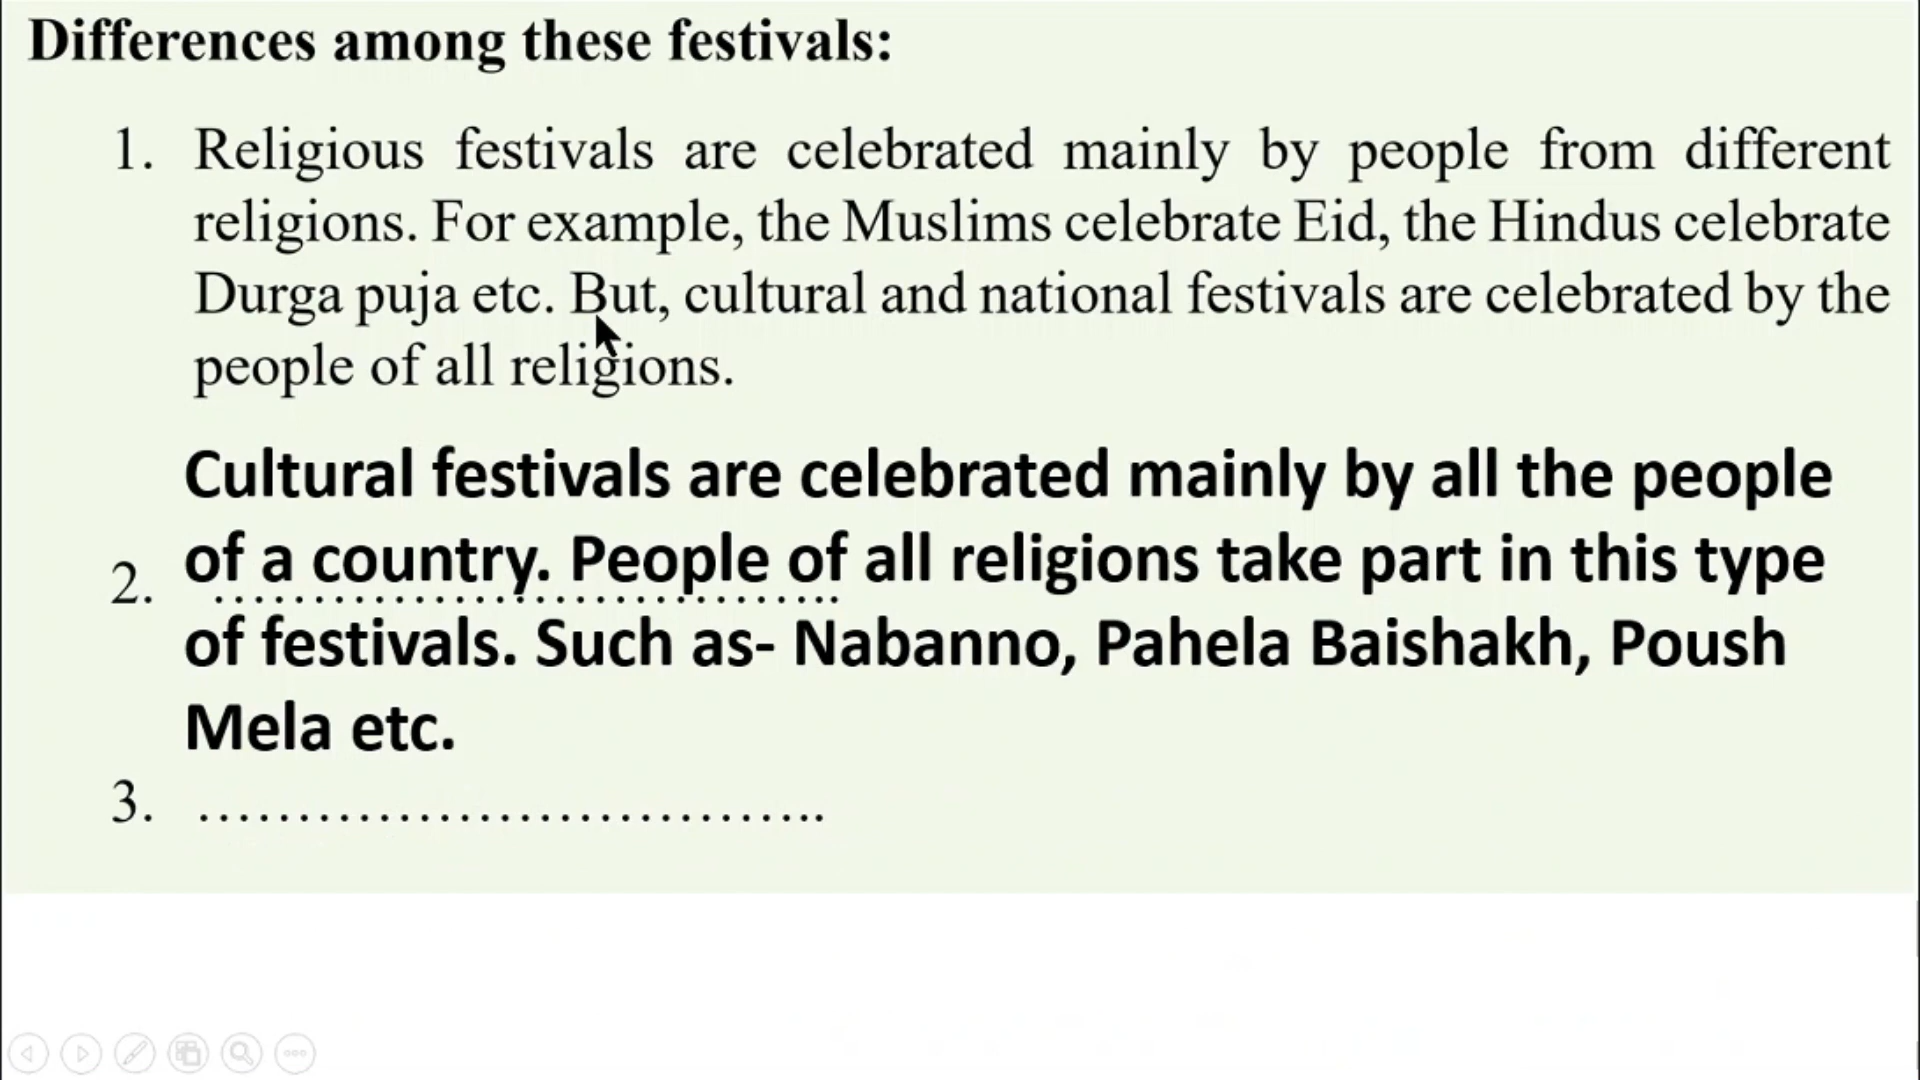 Differences among these festivals:
1. Religious festivals are celebrated mainly by people from different
religions. For example, the Muslims celebrate Eid, the Hindus celebrate
Durga puja etc. But, cultural and national festivals are celebrated by the
people of all religions.
Cultural festivals are celebrated mainly by all the people
2. of a country. People of all religions take part in this type
................................
of festivals. Such as- Nabanno, Pahela Baishakh, Poush
Mela etc.
3. ................................